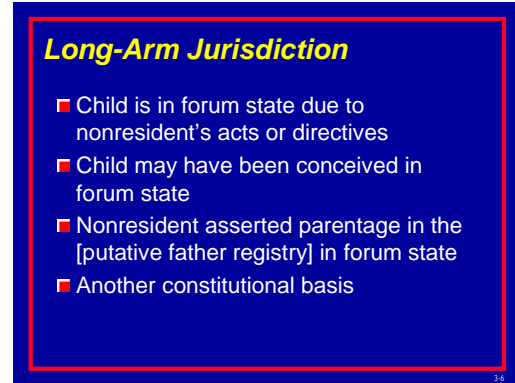 Long-Arm Jurisdiction
Child is in forum state due to
nonresident's acts or directives
Child may have been conceived in
forum state
Nonresident asserted parentage in the
[putative father registry] in forum state
Another constitutional basis
3-6